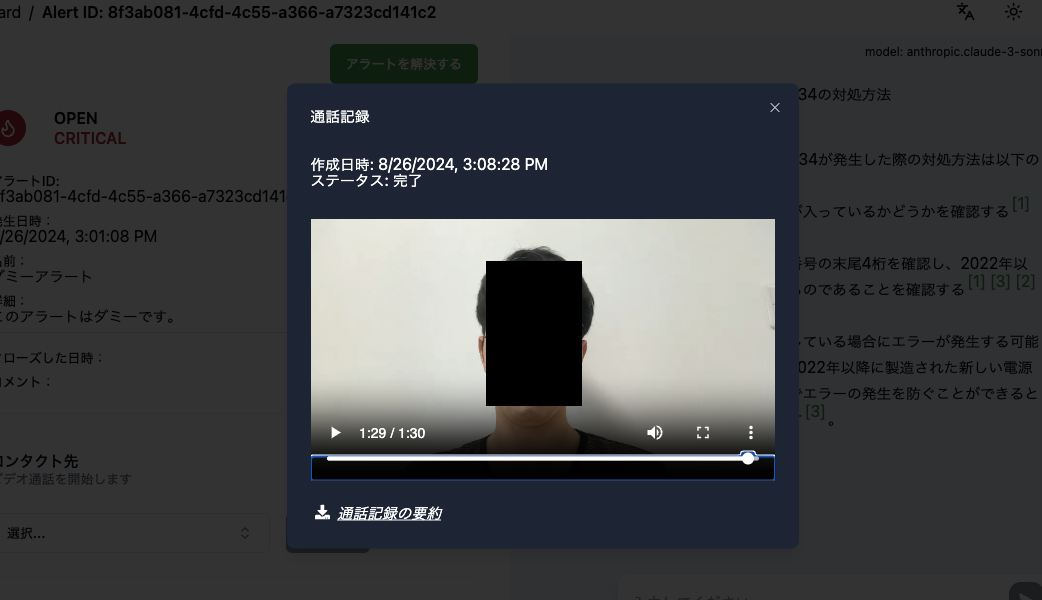 ard / Alert ID: 8f3ab081-4cfd-4c55-a366-a7323cd141c2
model: anthropic.claude-3-son
アラートを解決する
34の対処方法
通話記録
OPEN
CRITICAL
作成日時: 8/26/2024, 3:08:28 PM
ステータス: 完了
34が発生した際の対処方法は以下の
ラートID:
f3ab081-4cfd-4c55-a366-a7323cd141
生日時：
/26/2024, 3:01:08 PM
が入っているかどうかを確認する [1]
名前：
ダミーアラート
番号の末尾4桁を確認し、2022年以
ものであることを確認する [1] [3] [2]
詳細：
このアラートはダミーです。
ている場合にエラーが発生する可能
ローズした日時：
022年以降に製造された新しい電源
コメント：
エラーの発生を防ぐことができると
[3]。
1:29 / 1:30
コンタクト先
ビデオ通話を開始します
通話記録の要約
選択...